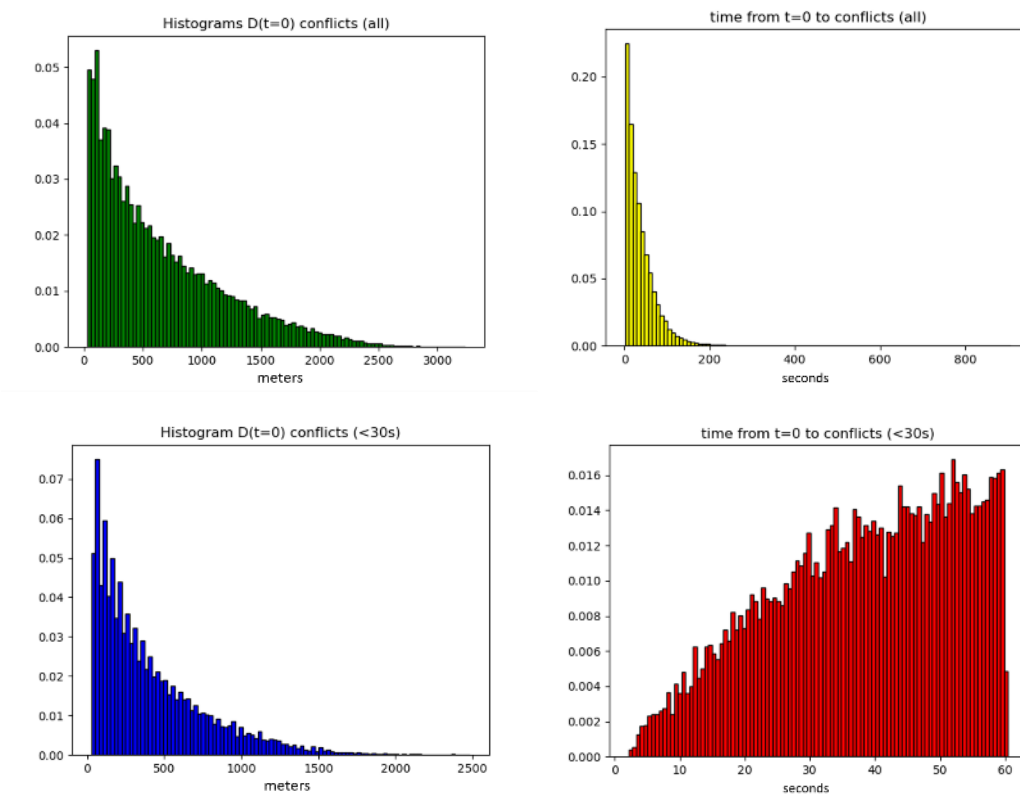 Histograms D(t=0) conflicts (all)
0.05
0.04
0.03
0.02
0.01
0.00
0 500 1000 1500 2000 2500 3000
meters
time from t=0 to conflicts (all)
0.20
0.15
0.10
0.05
0.00
0 200 400 600 800
seconds
Histogram D(t=0) conflicts (<30s)
0.07
0.06
0.05
0.04
0.03
0.02
0.01
0.00
0 500 1000 1500 2000 2500
meters
time from t=0 to conflicts (<30s)
0.016
0.014
0.012
0.010
0.008
0.006
0.004
0.002
0.000
0 10 20 30 40 50 60
seconds